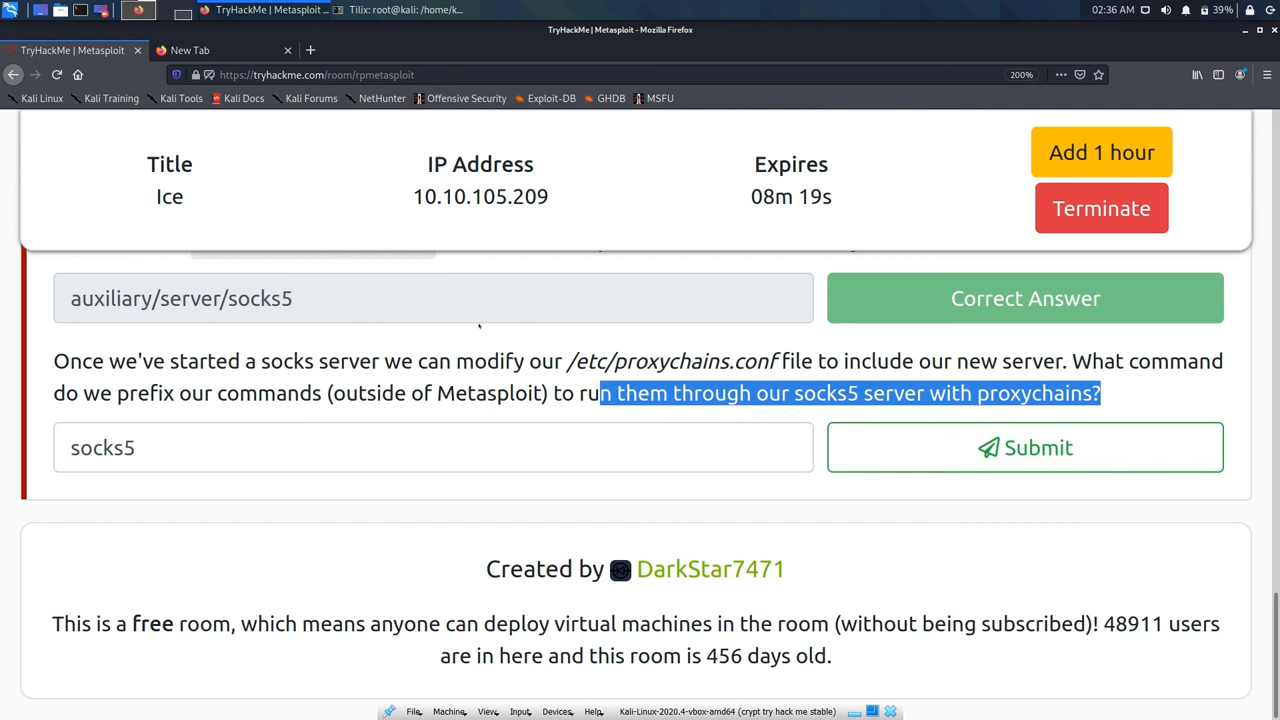 TryHackMe | Metasploit ...
Tilix: root@kali: /home/k...
02:36 AM
39%
TryHackMe | Metasploit - Mozilla Firefox
TryHackMe | Metasploit
New Tab
https://tryhackme.com/room/rpmetasploit
200%
Kali Linux
Kali Training
Kali Tools
Kali Docs
Kali Forums
NetHunter
Offensive Security
Exploit-DB
GHDB
MSFU
Title
IP Address
Expires
Add 1 hour
Ice
10.10.105.209
08m 19s
Terminate
auxiliary/server/socks5
Correct Answer
Once we've started a socks server we can modify our /etc/proxychains.conf file to include our new server. What command
do we prefix our commands (outside of Metasploit) to run them through our socks5 server with proxychains?
socks5
Submit
Created by DarkStar7471
This is a free room, which means anyone can deploy virtual machines in the room (without being subscribed)! 48911 users
are in here and this room is 456 days old.
File
Machine
View
Input
Devices
Help
Kali-Linux-2020.4-vbox-amd64 (crypt try hack me stable)